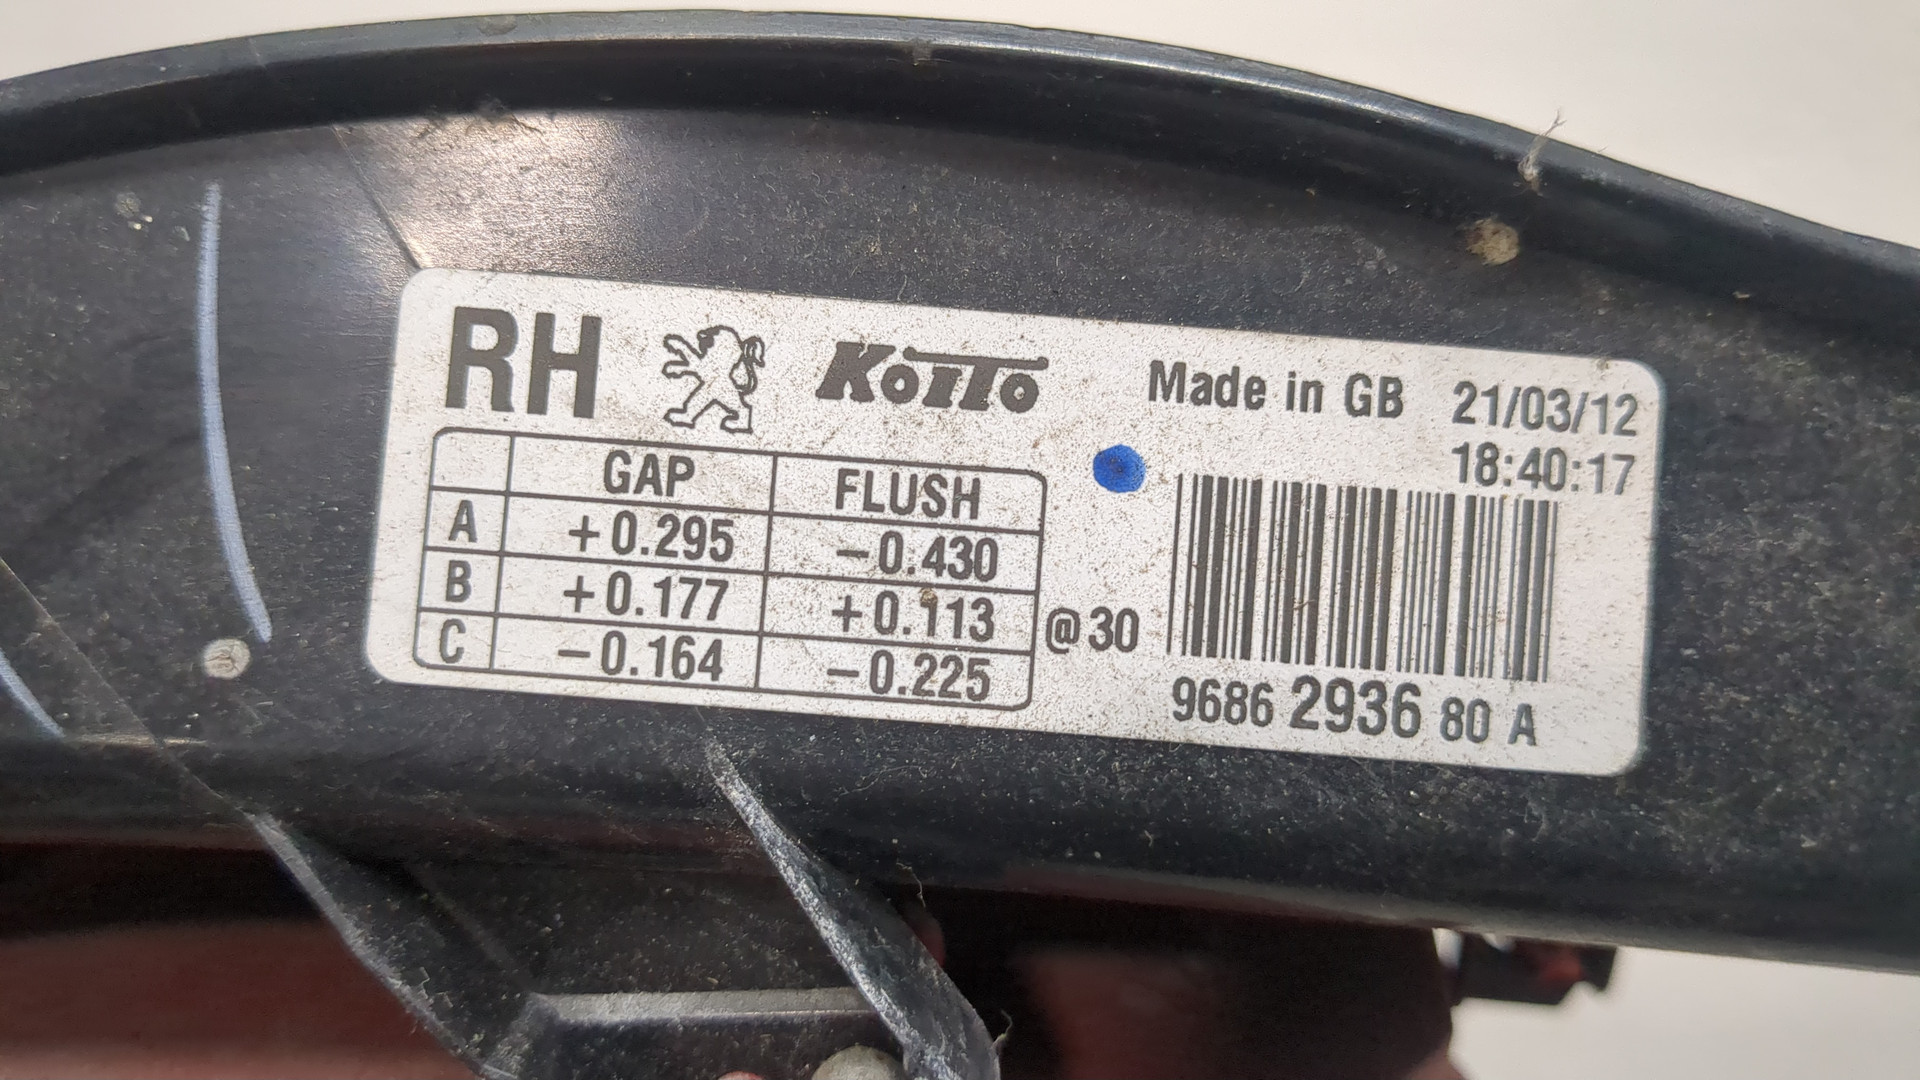 RH KOITO Made in GB 21/03/12
18:40:17
GAP FLUSH
A +0.295 −0.430
B +0.177 +0.113
C −0.164 −0.225
@30
9686 2936 80 A